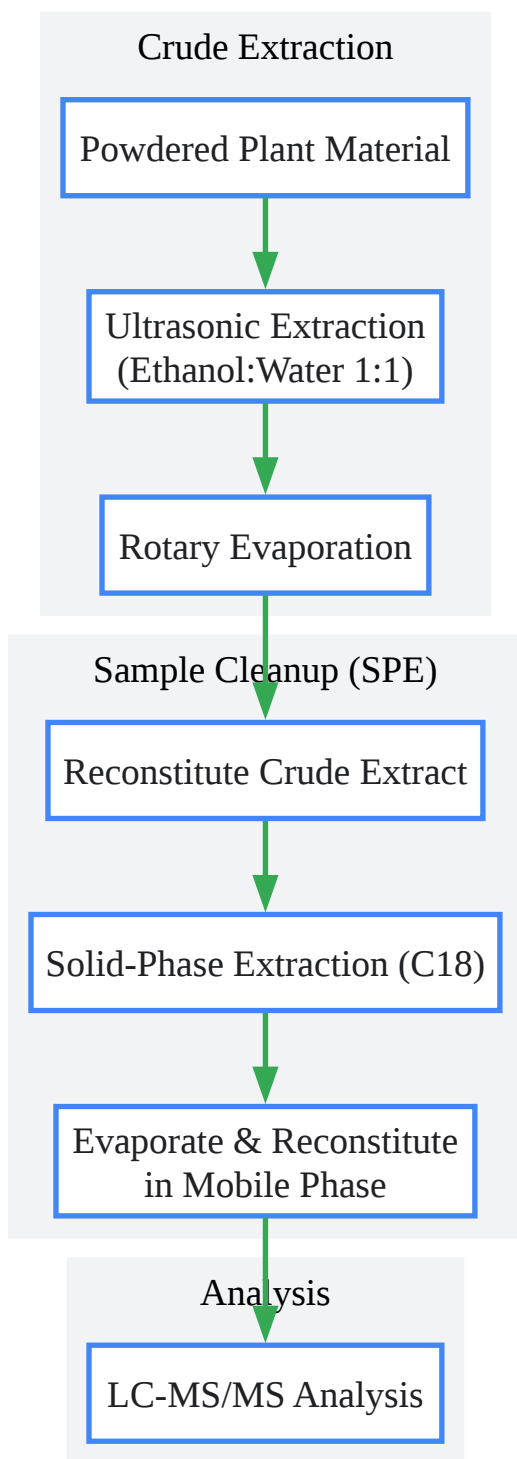 Crude Extraction
Powdered Plant Material
Ultrasonic Extraction
(Ethanol:Water 1:1)
Rotary Evaporation
Sample Cleanup (SPE)
Reconstitute Crude Extract
Solid-Phase Extraction (C18)
Evaporate & Reconstitute
in Mobile Phase
Analysis
LC-MS/MS Analysis